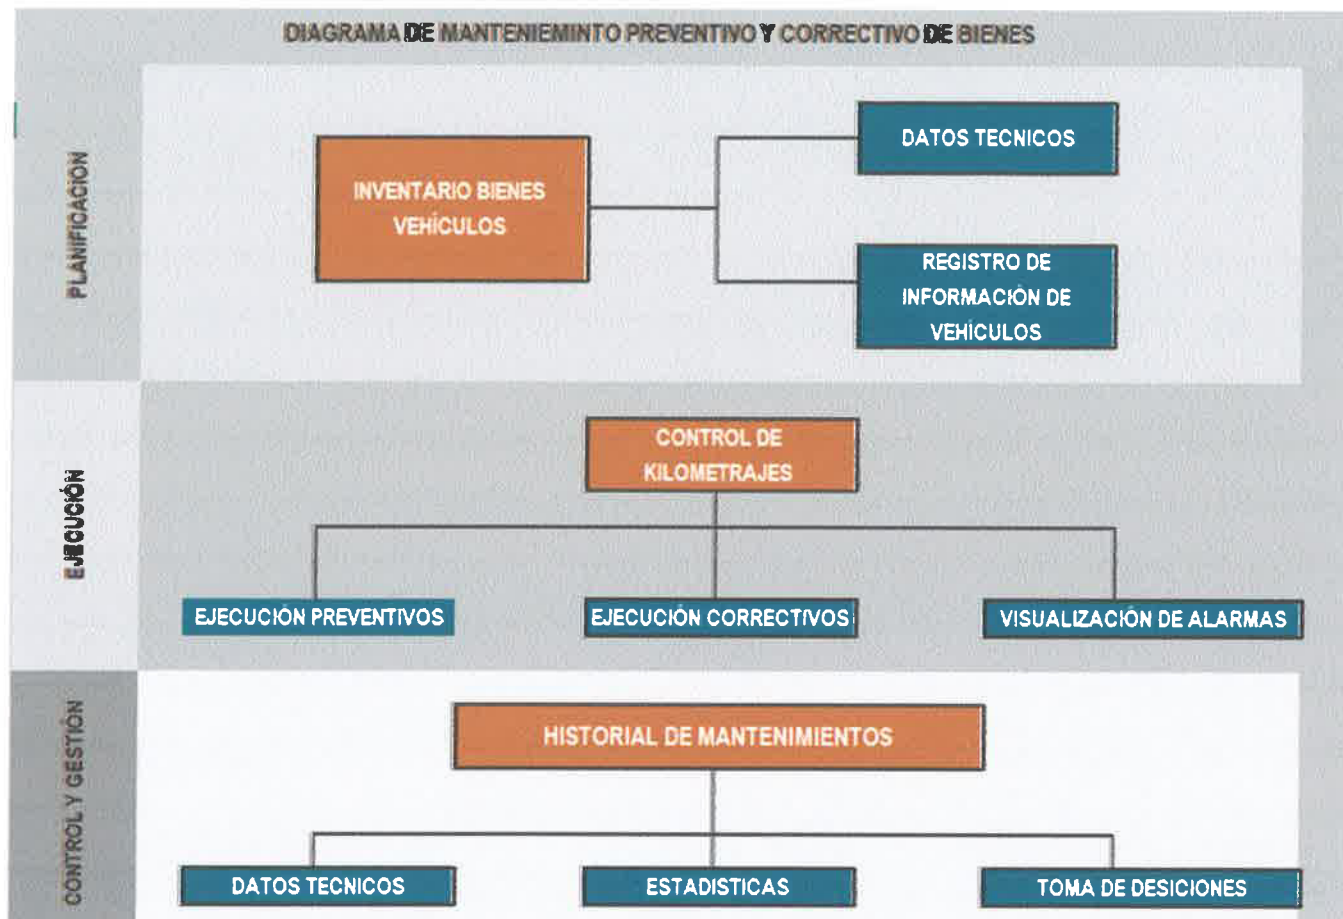 DIAGRAMA DE MANTENIEMINTO PREVENTIVO Y CORRECTIVO DE BIENES
PLANIFICACION
INVENTARIO BIENES
VEHÍCULOS
DATOS TECNICOS
REGISTRO DE
INFORMACIÓN DE
VEHÍCULOS
EJECUCIÓN
CONTROL DE
KILOMETRAJES
EJECUCIÓN PREVENTIVOS
EJECUCIÓN CORRECTIVOS
VISUALIZACIÓN DE ALARMAS
CONTROL Y GESTIÓN
HISTORIAL DE MANTENIMIENTOS
DATOS TECNICOS
ESTADISTICAS
TOMA DE DESICIONES